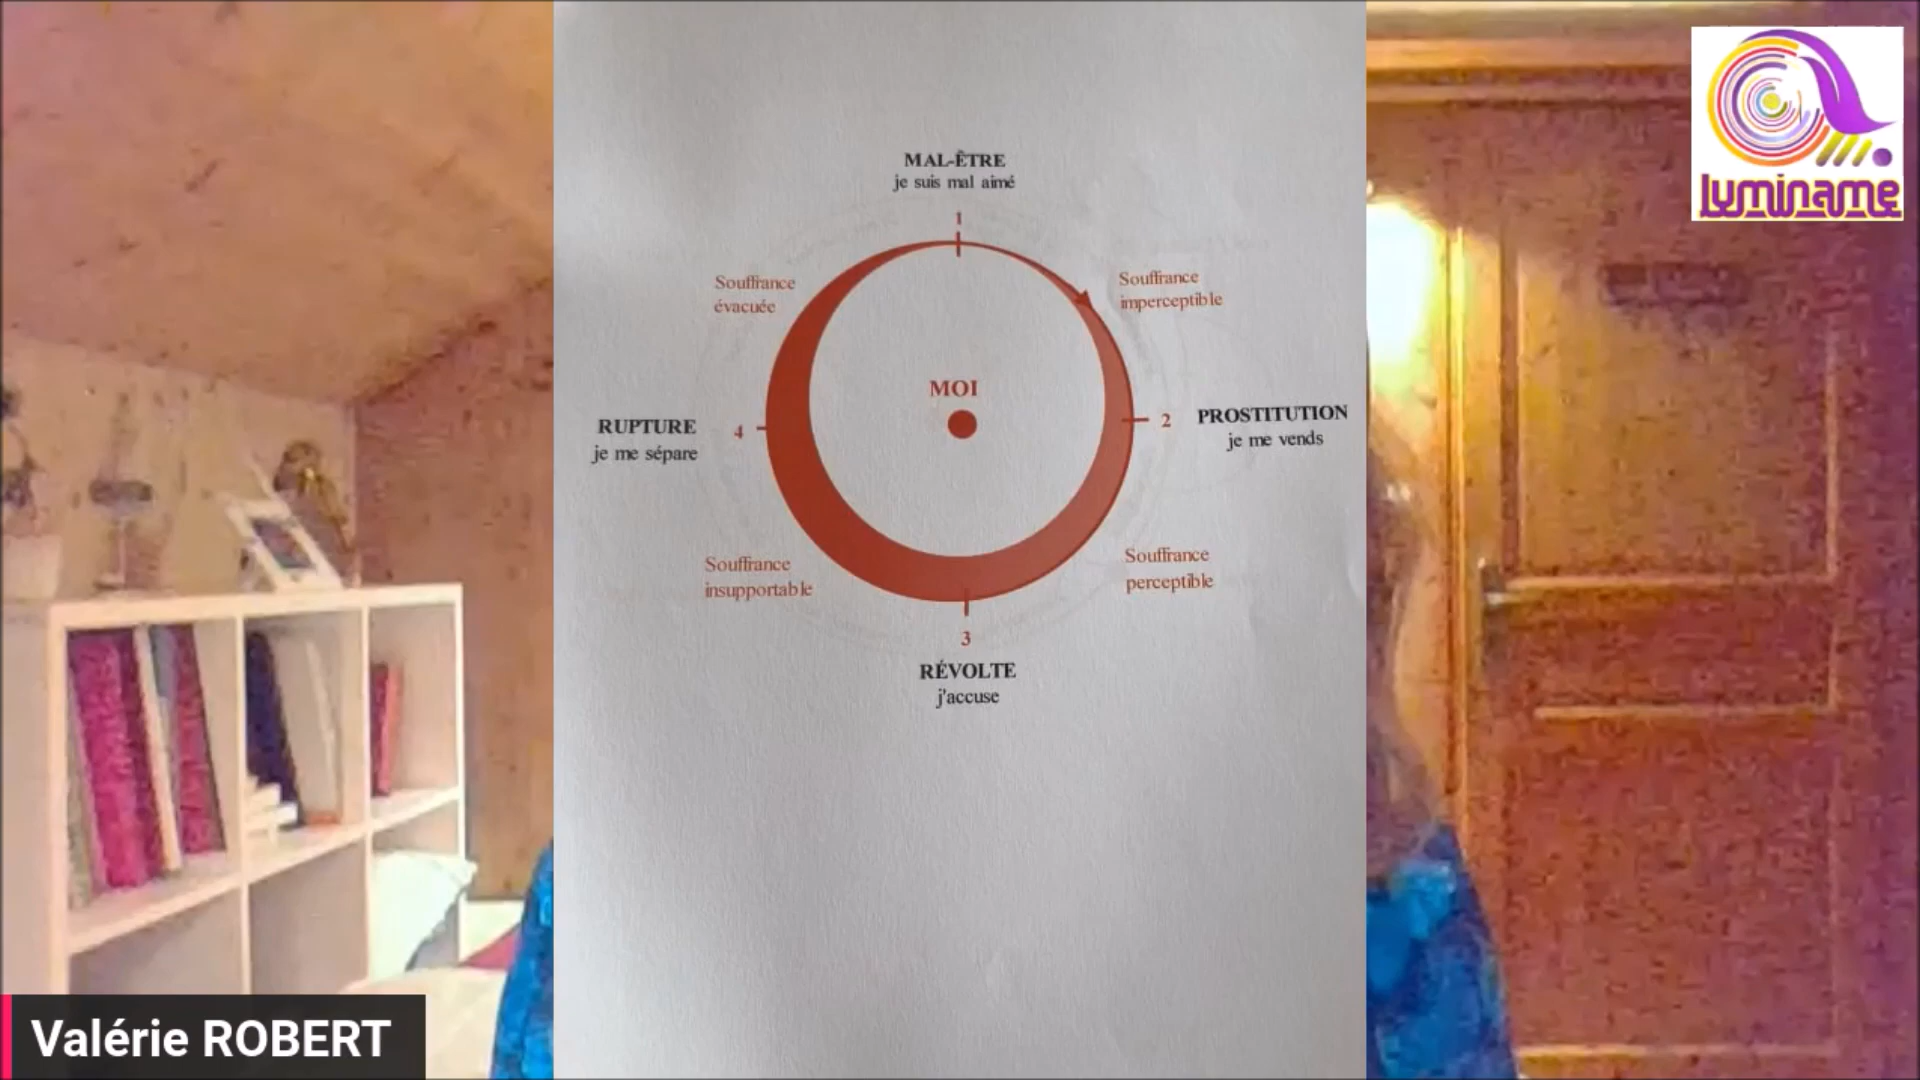 luminame
MAL-ÊTRE
je suis mal aimé
1
Souffrance
évacuée
Souffrance
imperceptible
MOI
RUPTURE
je me sépare
4
2
PROSTITUTION
je me vends
Souffrance
insupportable
Souffrance
perceptible
3
RÉVOLTE
j'accuse
Valérie ROBERT